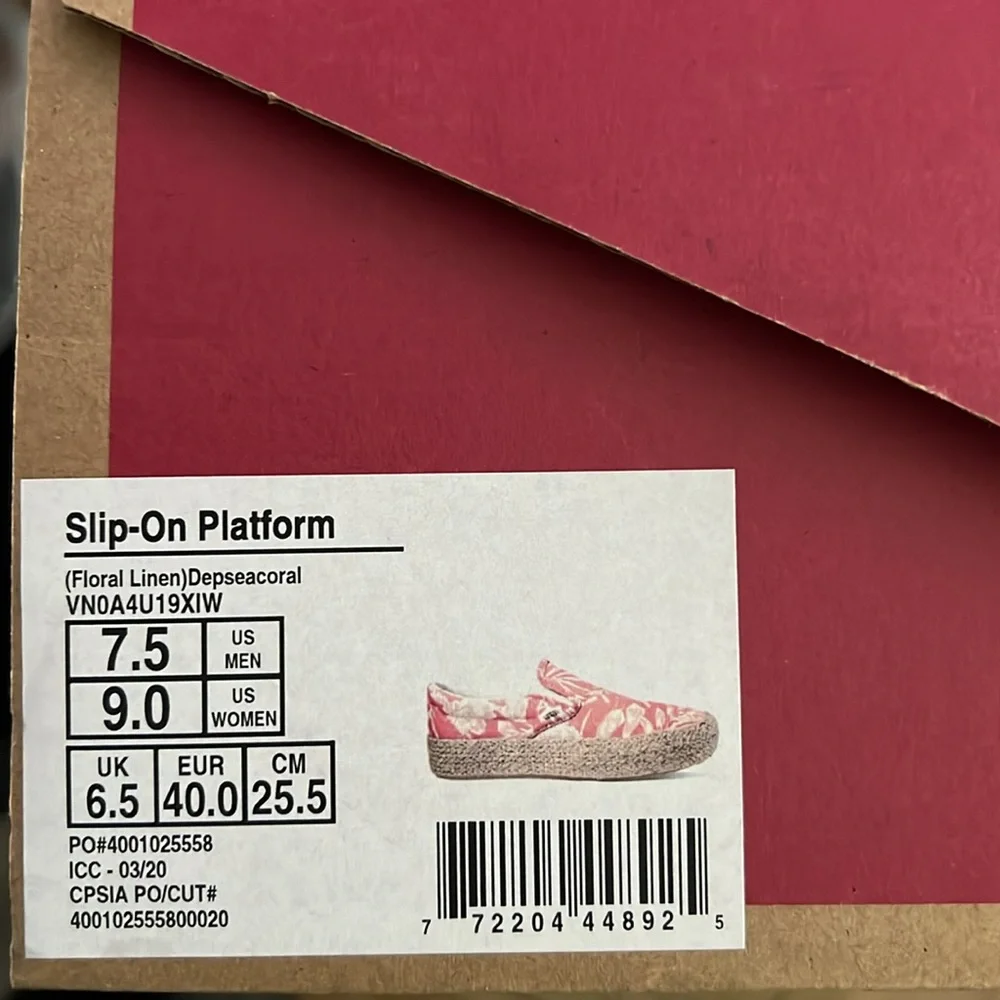 Slip-On Platform
(Floral Linen)Depseacoral
VN0A4U19XIW
7.5 US MEN
9.0 US WOMEN
UK EUR CM
6.5 40.0 25.5
PO#4001025558
ICC - 03/20
CPSIA PO/CUT#
400102555800020
7 72204 44892 5